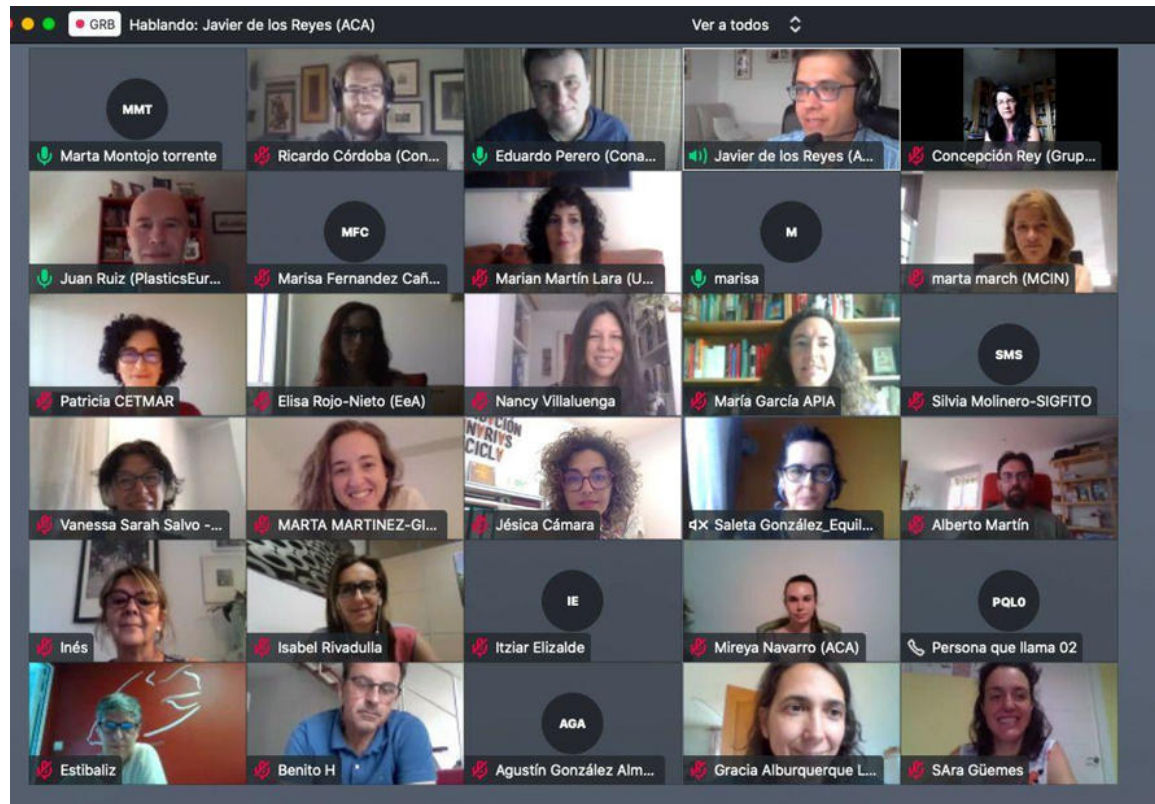 GRB Hablando: Javier de los Reyes (ACA) Ver a todos
MMT
Marta Montojo torrente
Ricardo Córdoba (Con...
Eduardo Perero (Cona...
Javier de los Reyes (A...
Concepción Rey (Grup...
Juan Ruiz (PlasticsEur...
MFC
Marisa Fernandez Cañ...
Marian Martín Lara (U...
M
marisa
marta march (MCIN)
Patricia CETMAR
Elisa Rojo-Nieto (EeA)
Nancy Villaluenga
María García APIA
SMS
Silvia Molinero-SIGFITO
Vanessa Sarah Salvo -...
MARTA MARTINEZ-GI...
Jésica Cámara
Saleta González_Equil...
Alberto Martín
Inés
Isabel Rivadulla
IE
Itziar Elizalde
Mireya Navarro (ACA)
PQL0
Persona que llama 02
Estibaliz
Benito H
AGA
Agustín González Alm...
Gracia Alburquerque L...
SAra Güemes